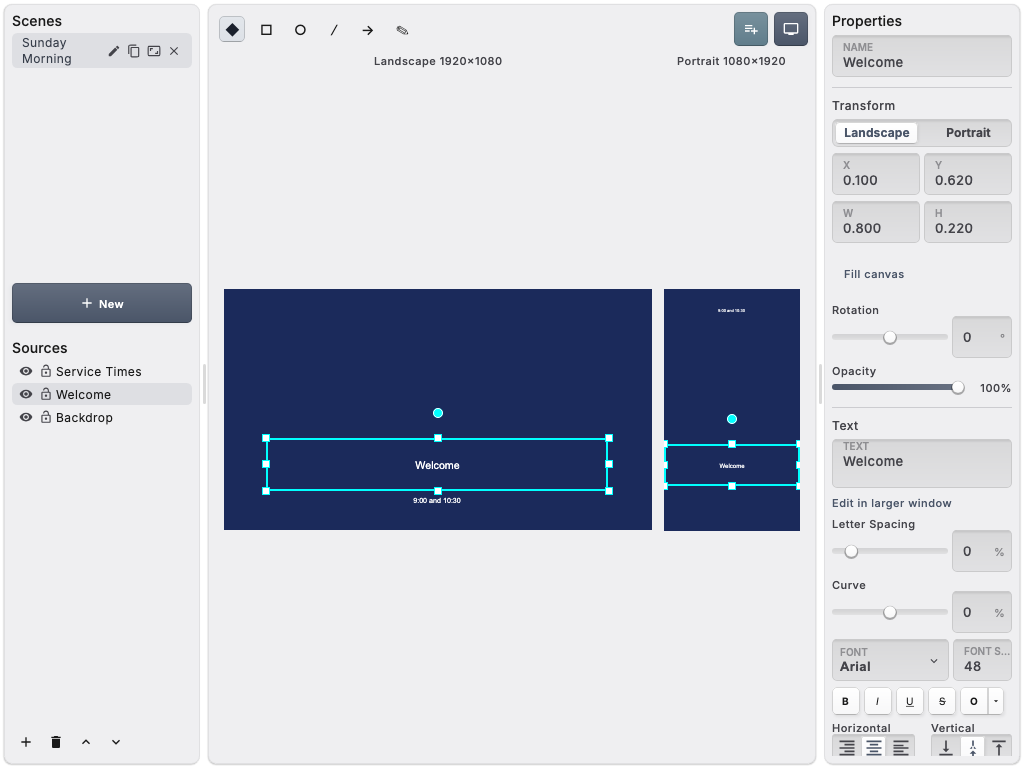 Scenes
Sunday
Morning
New
Sources
Service Times
Welcome
Backdrop
Landscape 1920×1080
Portrait 1080×1920
Welcome
9:00 and 10:30
9:00 and 10:30
Welcome
Properties
NAME
Welcome
Transform
Landscape Portrait
X
0.100
Y
0.620
W
0.800
H
0.220
Fill canvas
Rotation
0 °
Opacity
100%
Text
TEXT
Welcome
Edit in larger window
Letter Spacing
0 %
Curve
0 %
FONT
Arial
FONT S...
48
B I U S O
Horizontal Vertical